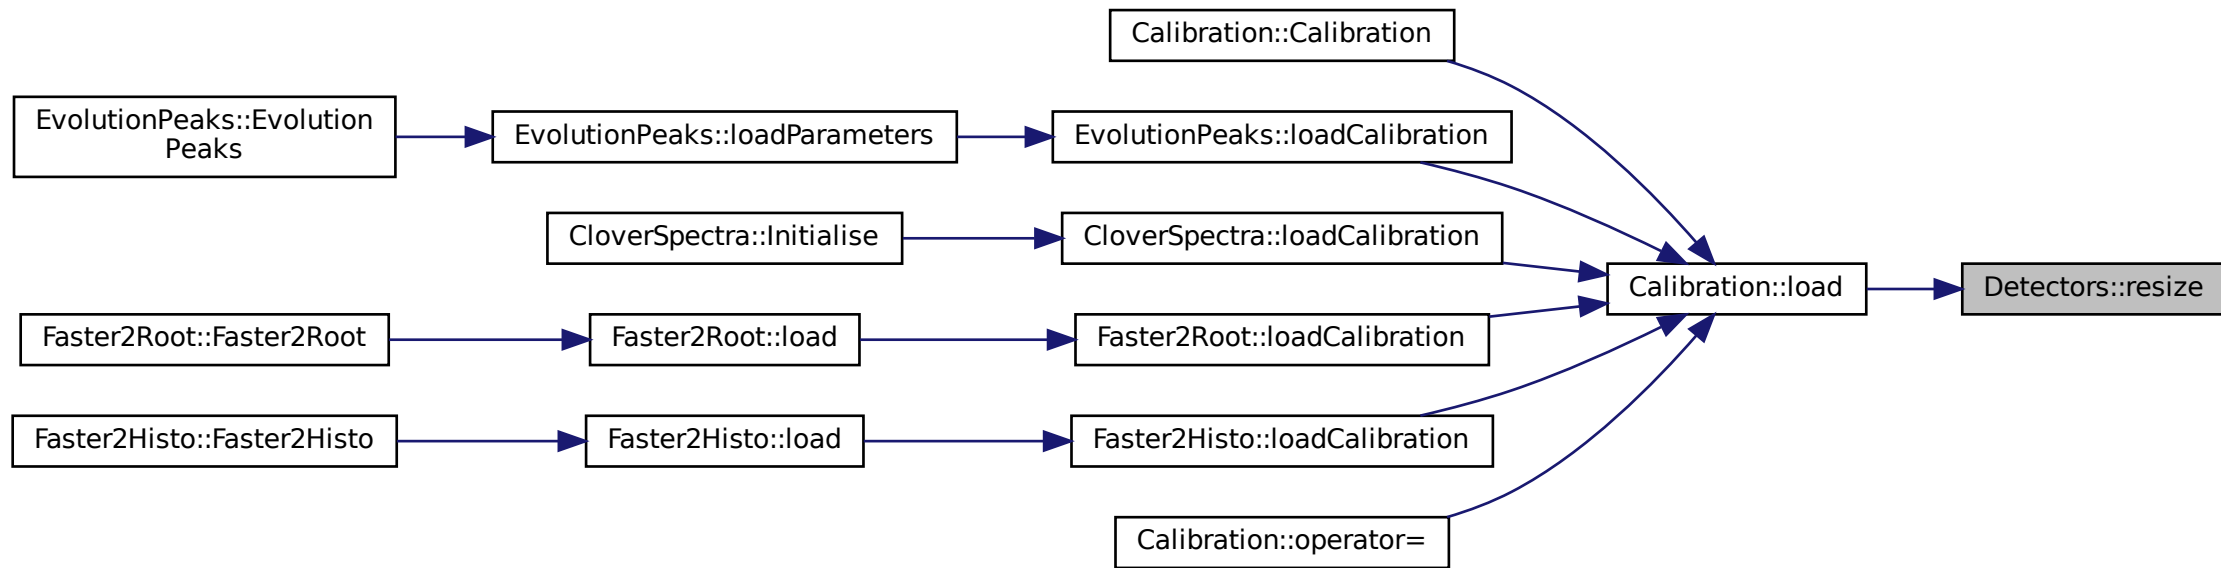 Calibration::Calibration
EvolutionPeaks::Evolution
Peaks
EvolutionPeaks::loadParameters
EvolutionPeaks::loadCalibration
CloverSpectra::Initialise
CloverSpectra::loadCalibration
Calibration::load
Detectors::resize
Faster2Root::Faster2Root
Faster2Root::load
Faster2Root::loadCalibration
Faster2Histo::Faster2Histo
Faster2Histo::load
Faster2Histo::loadCalibration
Calibration::operator=